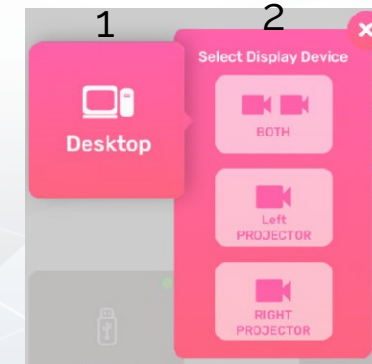 1
2
Select Display Device
Desktop
BOTH
Left
PROJECTOR
RIGHT
PROJECTOR